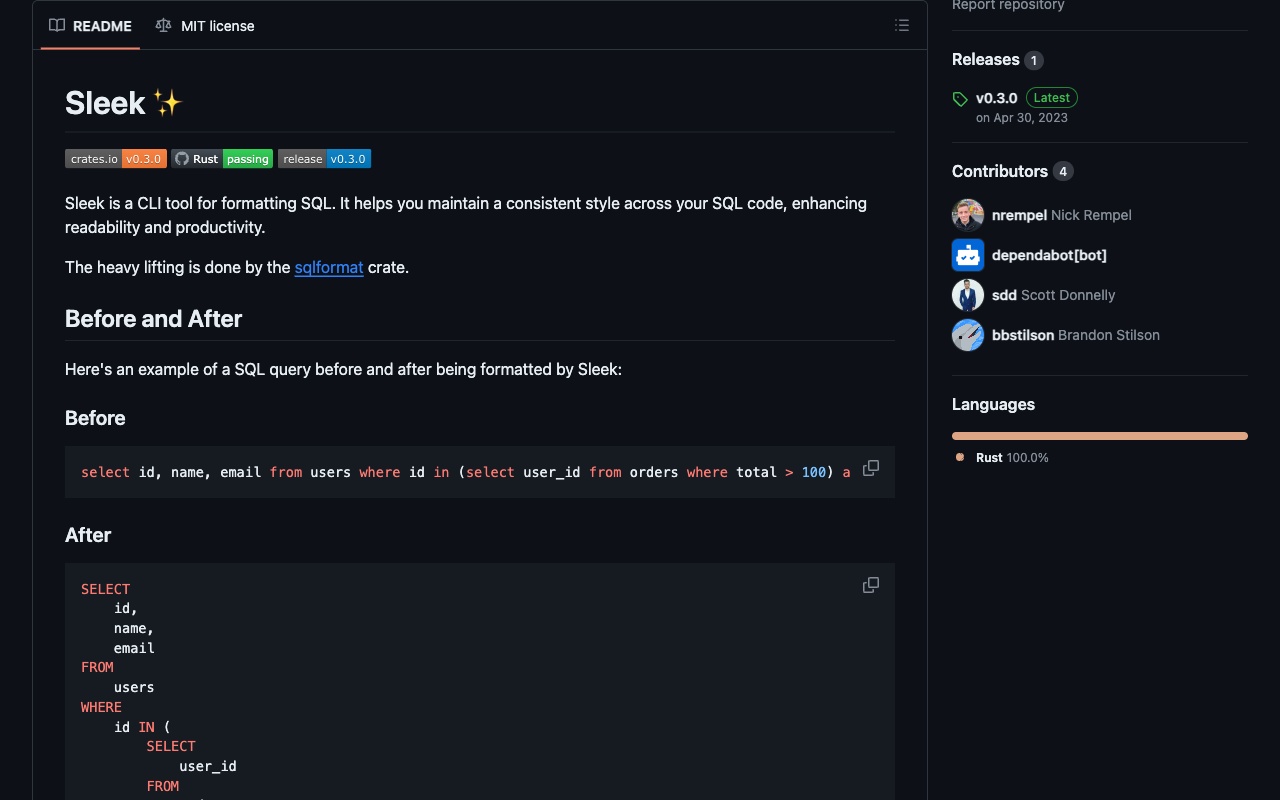 README
MIT license
Sleek
crates.io v0.3.0
Rust passing
release v0.3.0
Sleek is a CLI tool for formatting SQL. It helps you maintain a consistent style across your SQL code, enhancing
readability and productivity.
The heavy lifting is done by the sqlformat crate.
Before and After
Here's an example of a SQL query before and after being formatted by Sleek:
Before
select id, name, email from users where id in (select user_id from orders where total > 100) a
After
SELECT
    id,
    name,
    email
FROM
    users
WHERE
    id IN (
        SELECT
            user_id
        FROM
Report repository
Releases 1
v0.3.0 Latest
on Apr 30, 2023
Contributors 4
nrempel Nick Rempel
dependabot[bot]
sdd Scott Donnelly
bbstilson Brandon Stilson
Languages
Rust 100.0%